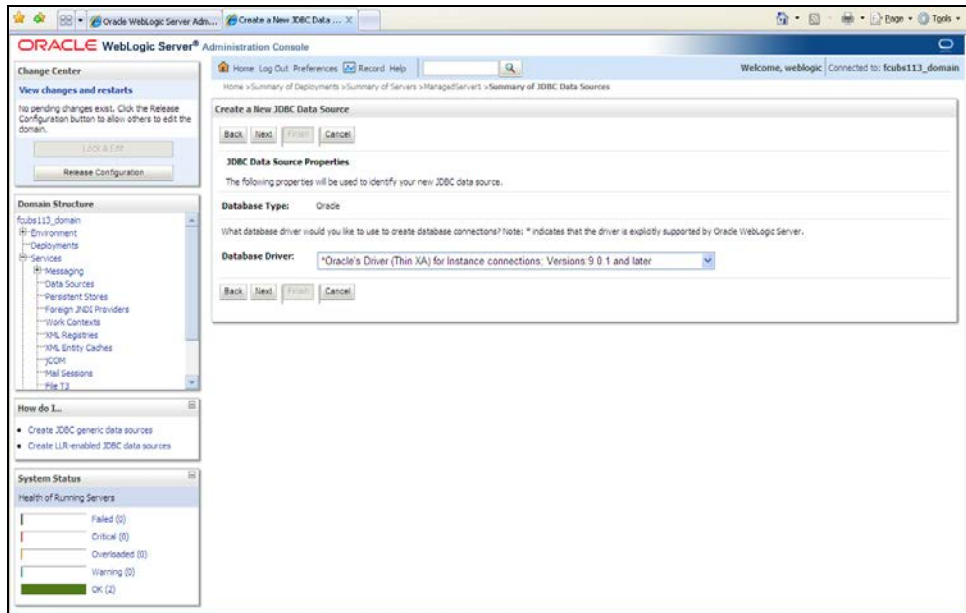 Oracle WebLogic Server Adm...
Create a New JDBC Data ...
Page
Tools
ORACLE WebLogic Server® Administration Console
Change Center
View changes and restarts
No pending changes exist. Click the Release
Configuration button to allow others to edit the
domain.
Lock & Edit
Release Configuration
Domain Structure
fcubs113_domain
Environment
Deployments
Services
Messaging
Data Sources
Persistent Stores
Foreign JNDI Providers
Work Contexts
XML Registries
XML Entity Caches
jCOM
Mail Sessions
File T3
How do I...
Create JDBC generic data sources
Create LLR-enabled JDBC data sources
System Status
Health of Running Servers
Failed (0)
Critical (0)
Overloaded (0)
Warning (0)
OK (2)
Home Log Out Preferences Record Help
Welcome, weblogic Connected to: fcubs113_domain
Home >Summary of Deployments >Summary of Servers >ManagedServer1 >Summary of JDBC Data Sources
Create a New JDBC Data Source
Back Next Finish Cancel
JDBC Data Source Properties
The following properties will be used to identify your new JDBC data source.
Database Type: Oracle
What database driver would you like to use to create database connections? Note: * indicates that the driver is explicitly supported by Oracle WebLogic Server.
Database Driver: *Oracle's Driver (Thin XA) for Instance connections; Versions:9.0.1 and later
Back Next Finish Cancel